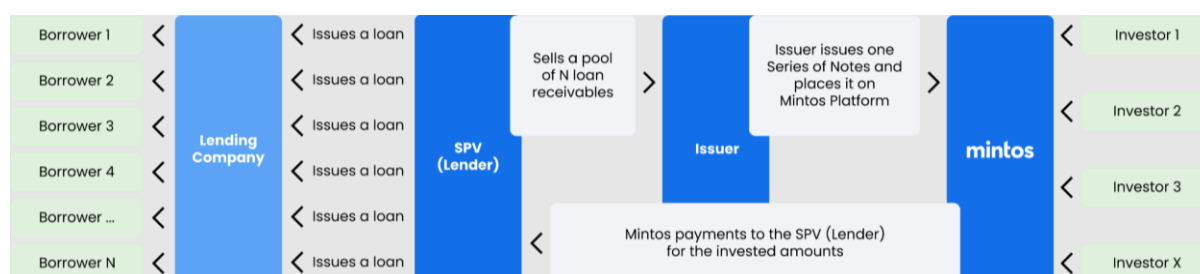 Borrower 1
Borrower 2
Borrower 3
Borrower 4
Borrower ...
Borrower N
Lending
Company
Issues a loan
Issues a loan
Issues a loan
Issues a loan
Issues a loan
Issues a loan
SPV
(Lender)
Sells a pool
of N loan
receivables
Issuer
Issuer issues one
Series of Notes and
places it on
Mintos Platform
Mintos payments to the SPV (Lender)
for the invested amounts
mintos
Investor 1
Investor 2
Investor 3
Investor X